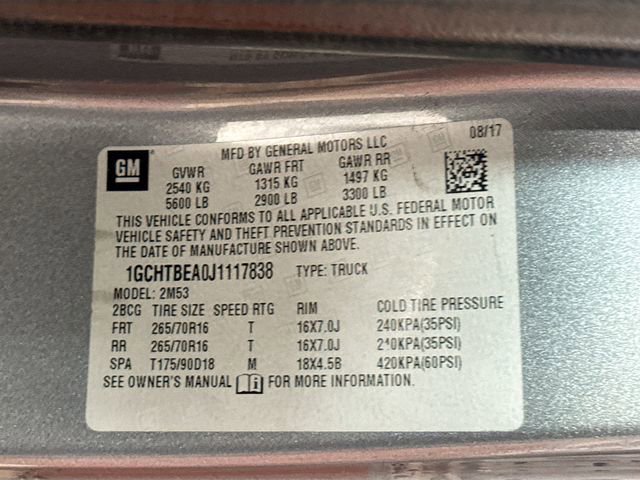 GM
MFD BY GENERAL MOTORS LLC
08/17
GVWR GAWR FRT GAWR RR
2540 KG 1315 KG 1497 KG
5600 LB 2900 LB 3300 LB
THIS VEHICLE CONFORMS TO ALL APPLICABLE U.S. FEDERAL MOTOR
VEHICLE SAFETY AND THEFT PREVENTION STANDARDS IN EFFECT ON
THE DATE OF MANUFACTURE SHOWN ABOVE.
1GCHTBEA0J1117838 TYPE: TRUCK
MODEL: 2M53
2BCG TIRE SIZE SPEED RTG RIM COLD TIRE PRESSURE
FRT 265/70R16 T 16X7.0J 240KPA(35PSI)
RR 265/70R16 T 16X7.0J 240KPA(35PSI)
SPA T175/90D18 M 18X4.5B 420KPA(60PSI)
SEE OWNER'S MANUAL FOR MORE INFORMATION.